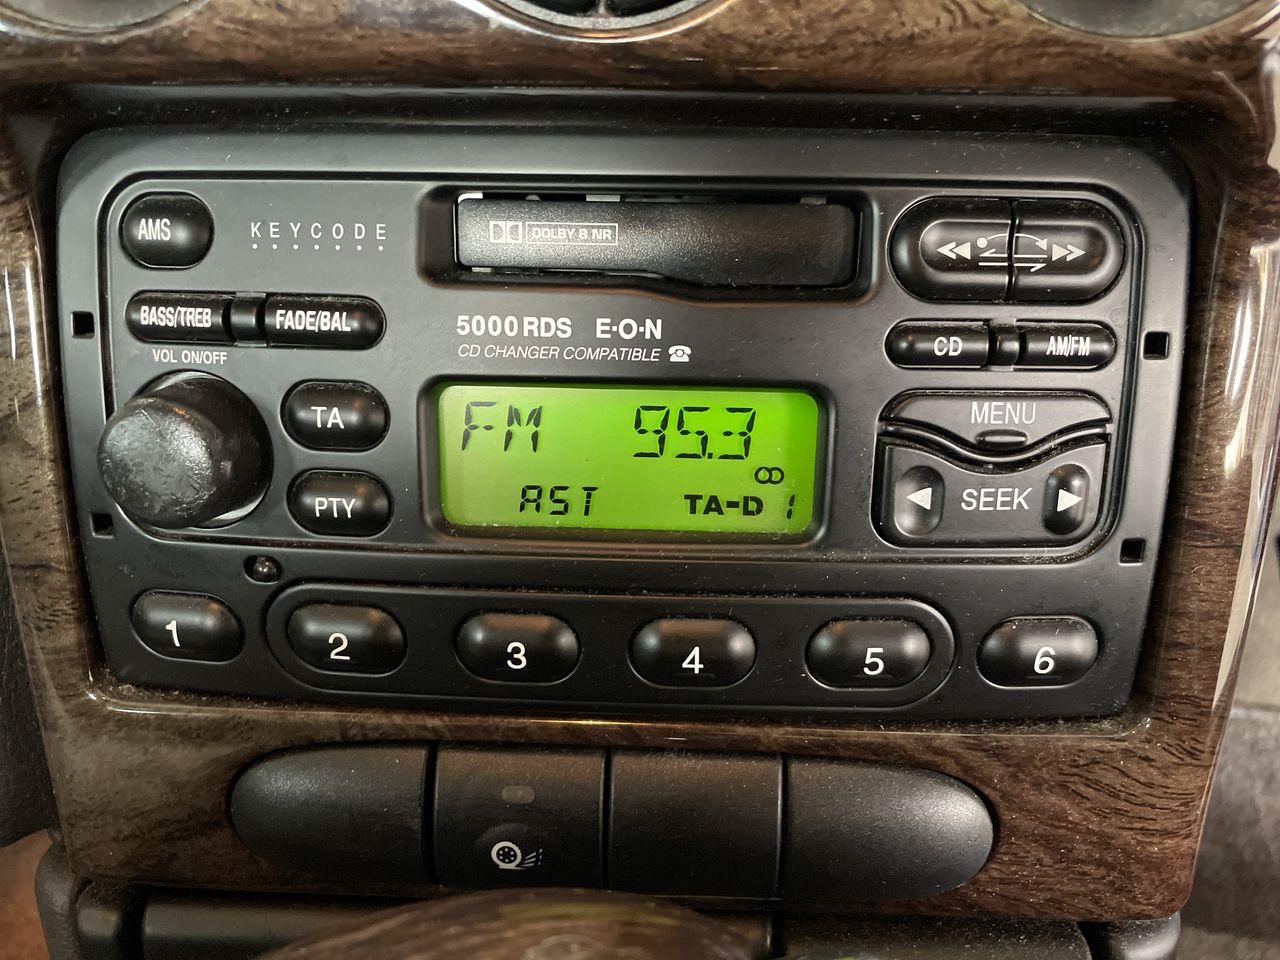 AMS
KEYCODE
DOLBY B NR
BASS/TREB
FADE/BAL
5000 RDS E·O·N
CD CHANGER COMPATIBLE
CD
AM/FM
VOL ON/OFF
TA
FM 95.3
AST TA-D 1
MENU
PTY
SEEK
1
2
3
4
5
6